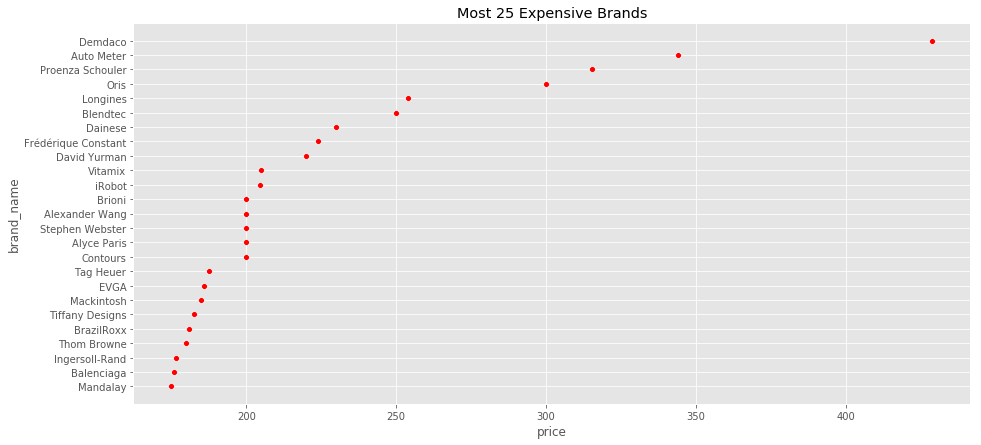 Most 25 Expensive Brands
brand_name
Demdaco
Auto Meter
Proenza Schouler
Oris
Longines
Blendtec
Dainese
Frédérique Constant
David Yurman
Vitamix
iRobot
Brioni
Alexander Wang
Stephen Webster
Alyce Paris
Contours
Tag Heuer
EVGA
Mackintosh
Tiffany Designs
BrazilRoxx
Thom Browne
Ingersoll-Rand
Balenciaga
Mandalay
200 250 300 350 400
price